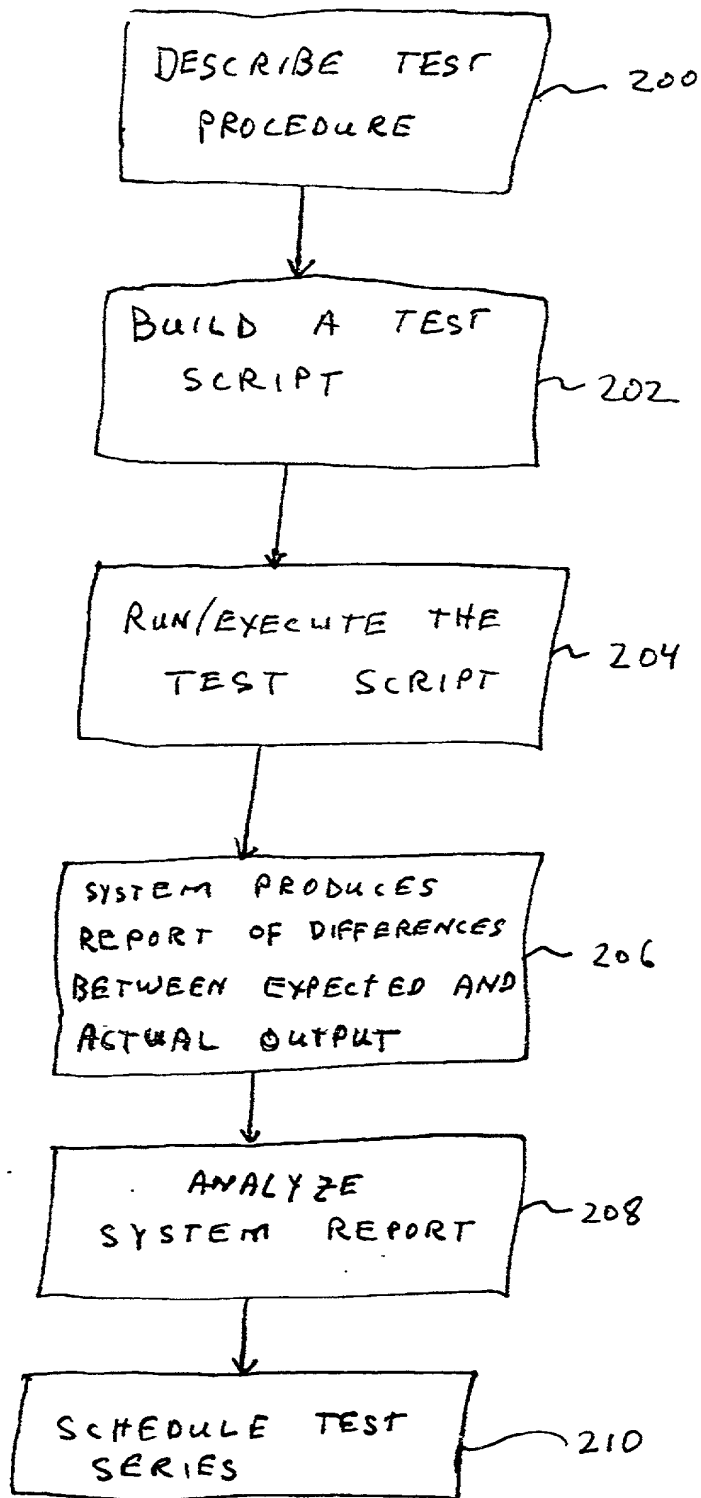 DESCRIBE TEST
PROCEDURE
200
BUILD A TEST
SCRIPT
202
RUN/EXECUTE THE
TEST SCRIPT
204
SYSTEM PRODUCES
REPORT OF DIFFERENCES
BETWEEN EXPECTED AND
ACTUAL OUTPUT
206
ANALYZE
SYSTEM REPORT
208
SCHEDULE TEST
SERIES
210